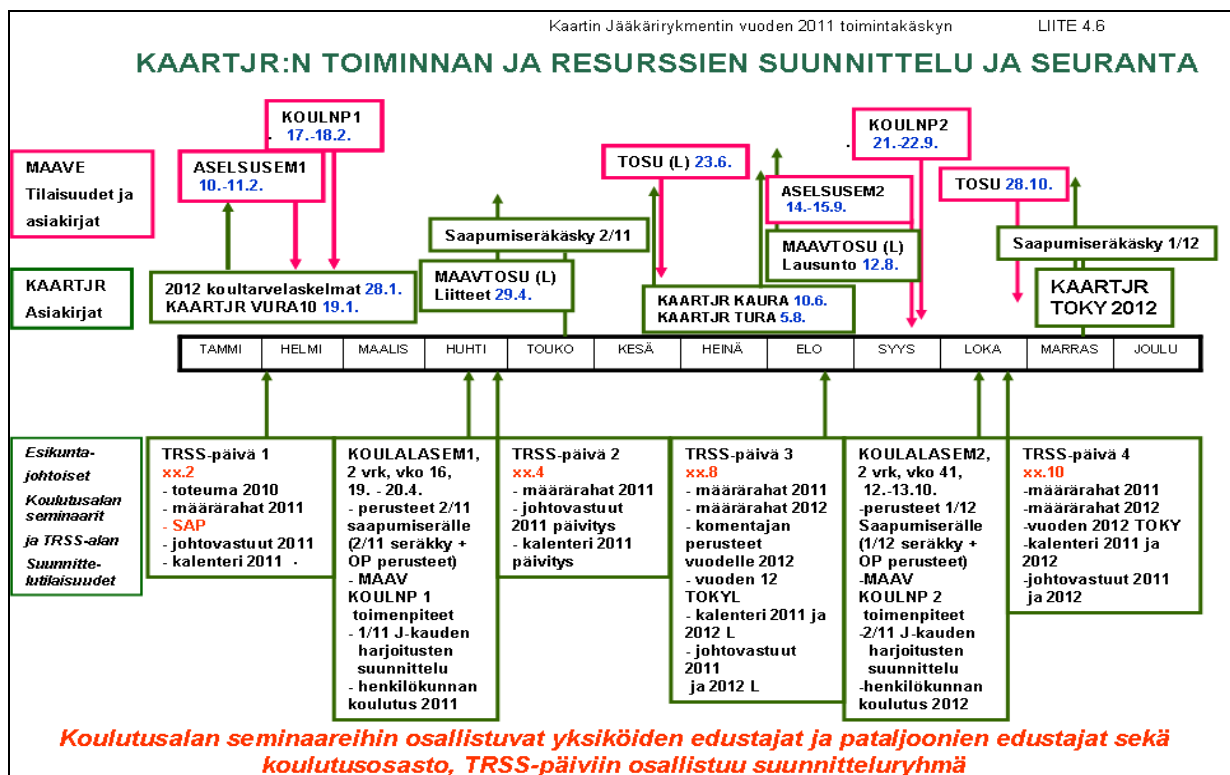 Kaartin Jääkärirykmentin vuoden 2011 toimintakäskyn LIITE 4.6
KAARTJR:N TOIMINNAN JA RESURSSIEN SUUNNITTELU JA SEURANTA
MAAVE
Tilaisuudet ja
asiakirjat
ASELSUSEM1
10.-11.2.
KOULNP1
17.-18.2.
TOSU (L) 23.6.
KOULNP2
21.-22.9.
ASELSUSEM2
14.-15.9.
TOSU 28.10.
KAARTJR
Asiakirjat
2012 koultarvelaskelmat 28.1.
KAARTJR VURA10 19.1.
Saapumiseräkäsky 2/11
MAAVTOSU (L)
Liitteet 29.4.
KAARTJR KAURA 10.6.
KAARTJR TURA 5.8.
MAAVTOSU (L)
Lausunto 12.8.
Saapumiseräkäsky 1/12
KAARTJR
TOKY 2012
TAMMI HELMI MAALIS HUHTI TOUKO KESÄ HEINÄ ELO SYYS LOKA MARRAS JOULU
Esikunta-
johtoiset
Koulutusalan
seminaarit
ja TRSS-alan
Suunnitte-
lutilaisuudet
TRSS-päivä 1
xx.2
- toteuma 2010
- määrärahat 2011
- SAP
- johtovastuut 2011
- kalenteri 2011
KOULALASEM1,
2 vrk, vko 16,
19. - 20.4.
- perusteet 2/11
saapumiserälle
(2/11 seräkky +
OP perusteet)
- MAAV
KOULNP 1
toimenpiteet
- 1/11 J-kauden
harjoitusten
suunnittelu
- henkilökunnan
koulutus 2011
TRSS-päivä 2
xx.4
- määrärahat 2011
- johtovastuut
2011 päivitys
- kalenteri 2011
päivitys
TRSS-päivä 3
xx.8
- määrärahat 2011
- määrärahat 2012
- komentajan
perusteet
vuodelle 2012
- vuoden 12
TOKYL
- kalenteri 2011 ja
2012 L
- johtovastuut
2011
ja 2012 L
KOULALASEM2,
2 vrk, vko 41,
12.-13.10.
-perusteet 1/12
Saapumiserälle
(1/12 seräkky +
OP perusteet)
-MAAV
KOULNP 2
toimenpiteet
-2/11 J-kauden
harjoitusten
suunnittelu
-henkilökunnan
koulutus 2012
TRSS-päivä 4
xx.10
-määrärahat 2011
-määrärahat 2012
-vuoden 2012 TOKY
-kalenteri 2011 ja
2012
-johtovastuut 2011
ja 2012
Koulutusalan seminaareihin osallistuvat yksiköiden edustajat ja pataljoonien edustajat sekä
koulutusosasto, TRSS-päiviin osallistuu suunnitteluryhmä